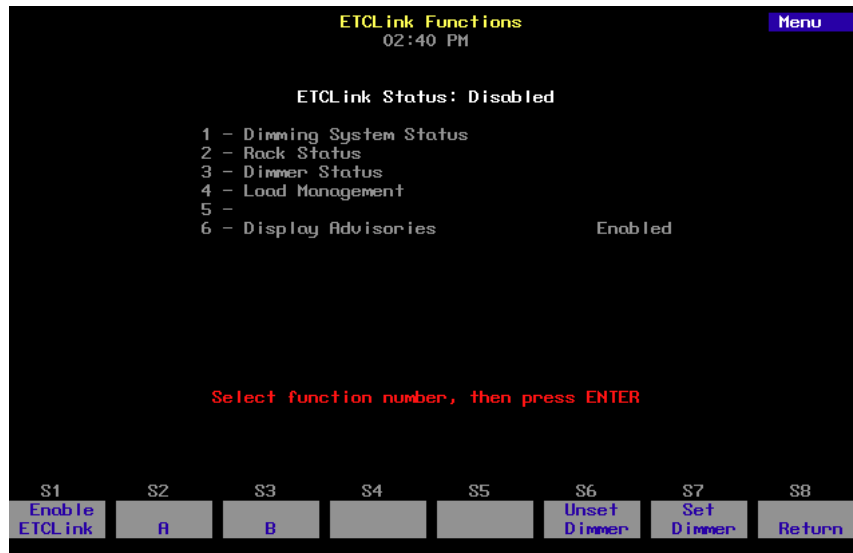 ETCLink Functions
Menu
02:40 PM
ETCLink Status: Disabled
1 - Dimming System Status
2 - Rack Status
3 - Dimmer Status
4 - Load Management
5 -
6 - Display Advisories Enabled
Select function number, then press ENTER
S1 S2 S3 S4 S5 S6 S7 S8
Enable Unset Set
ETCLink A B Dimmer Dimmer Return